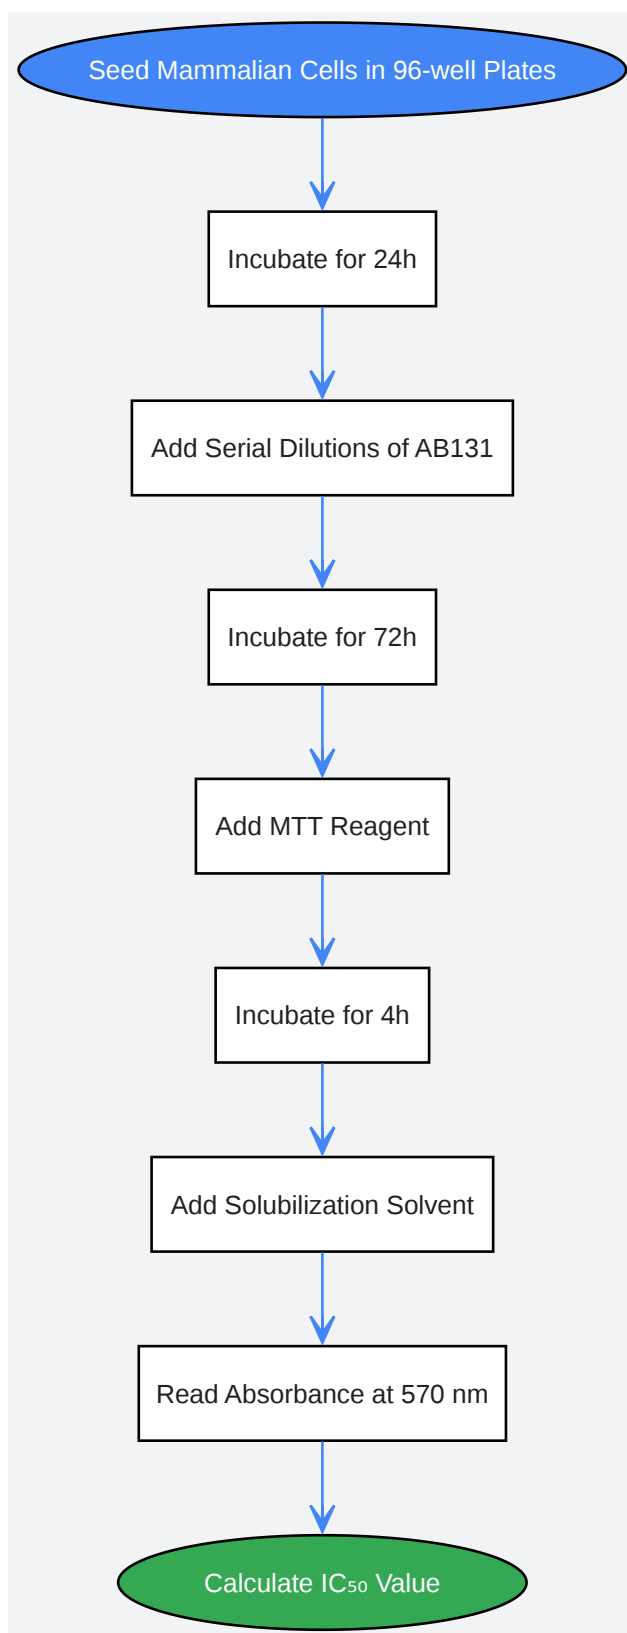 Seed Mammalian Cells in 96-well Plates
Incubate for 24h
Add Serial Dilutions of AB131
Incubate for 72h
Add MTT Reagent
Incubate for 4h
Add Solubilization Solvent
Read Absorbance at 570 nm
Calculate IC₅₀ Value